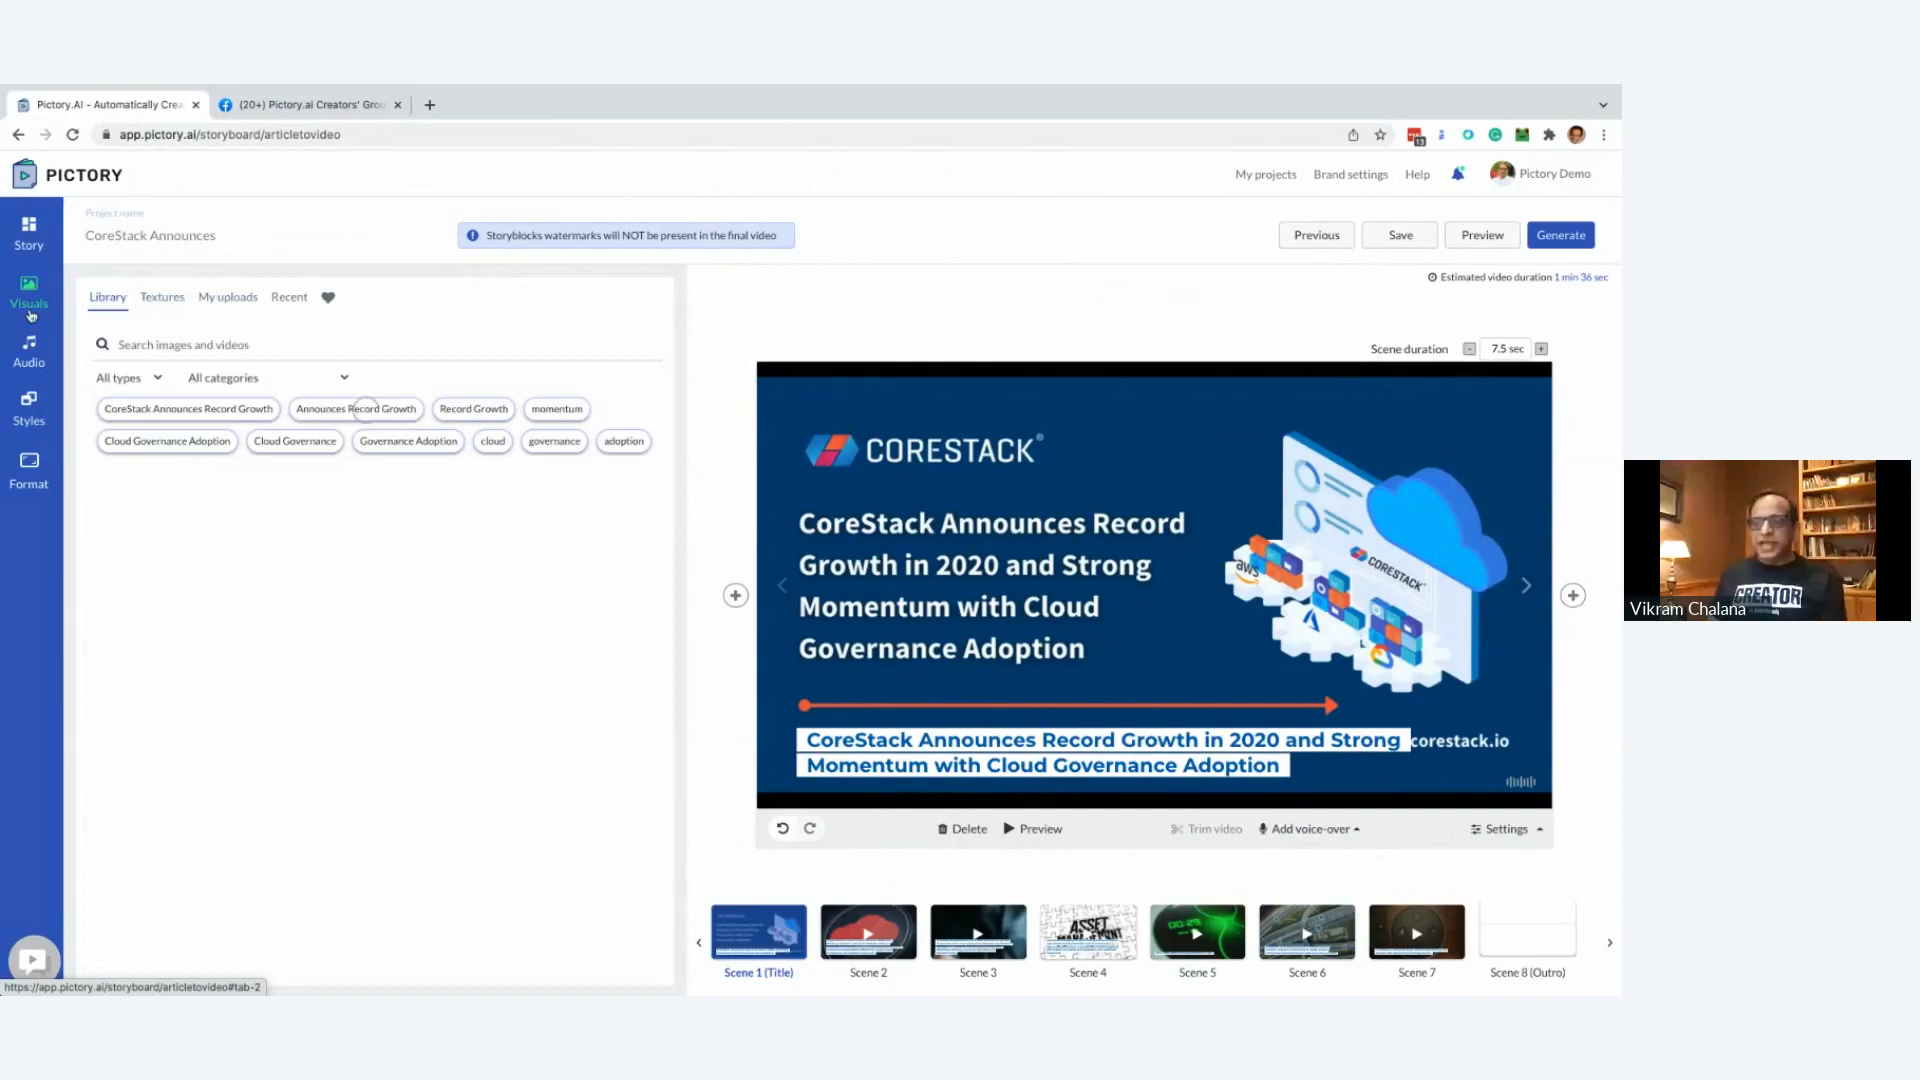 Pictory.AI - Automatically Crea
(20+) Pictory.ai Creators' Grou
app.pictory.ai/storyboard/articletovideo
13
PICTORY
My projects
Brand settings
Help
Pictory Demo
Story
Visuals
Audio
Styles
Format
Project name
CoreStack Announces
Storyblocks watermarks will NOT be present in the final video
Previous
Save
Preview
Generate
Estimated video duration 1 min 36 sec
Library
Textures
My uploads
Recent
Search images and videos
All types
All categories
CoreStack Announces Record Growth
Announces Record Growth
Record Growth
momentum
Cloud Governance Adoption
Cloud Governance
Governance Adoption
cloud
governance
adoption
Scene duration
-
7.5 sec
+
CORESTACK®
CoreStack Announces Record
Growth in 2020 and Strong
Momentum with Cloud
Governance Adoption
aws
CORESTACK
CoreStack Announces Record Growth in 2020 and Strong
corestack.io
Momentum with Cloud Governance Adoption
Delete
Preview
Trim video
Add voice-over
Settings
ASSET
MANAGEMENT
00:29
Scene 1 (Title)
Scene 2
Scene 3
Scene 4
Scene 5
Scene 6
Scene 7
Scene 8 (Outro)
https://app.pictory.ai/storyboard/articletovideo#tab-2
CREATOR
Vikram Chalana